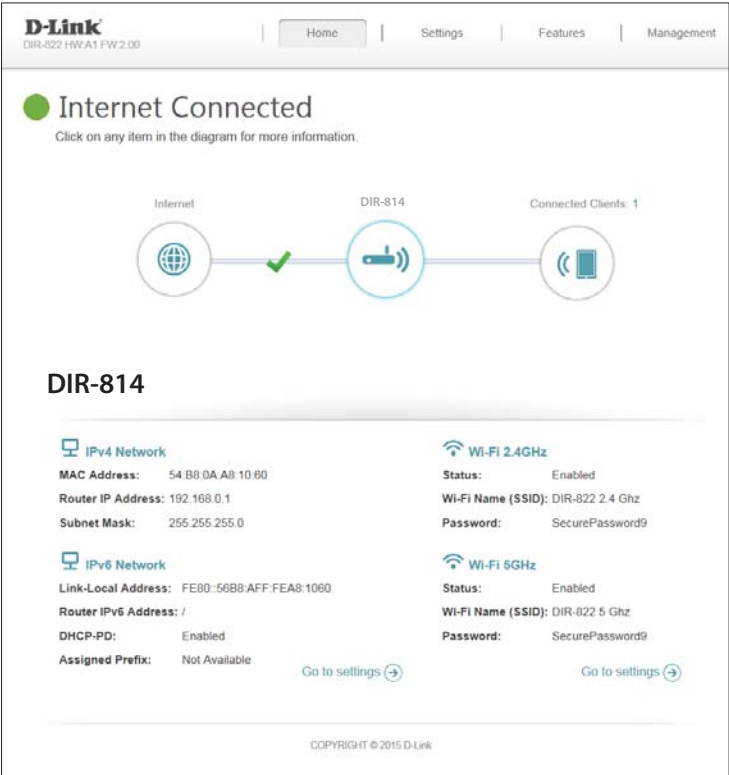 D-Link
DIR-822 HW:A1 FW:2.00
Home
Settings
Features
Management
Internet Connected
Click on any item in the diagram for more information.
Internet
DIR-814
Connected Clients: 1
DIR-814
IPv4 Network
MAC Address: 54:B8:0A:A8:10:60
Router IP Address: 192.168.0.1
Subnet Mask: 255.255.255.0
IPv6 Network
Link-Local Address: FE80::56B8:AFF:FEA8:1060
Router IPv6 Address: /
DHCP-PD: Enabled
Assigned Prefix: Not Available
Go to settings
Wi-Fi 2.4GHz
Status: Enabled
Wi-Fi Name (SSID): DIR-822 2.4 Ghz
Password: SecurePassword9
Wi-Fi 5GHz
Status: Enabled
Wi-Fi Name (SSID): DIR-822 5 Ghz
Password: SecurePassword9
Go to settings
COPYRIGHT © 2015 D-Link